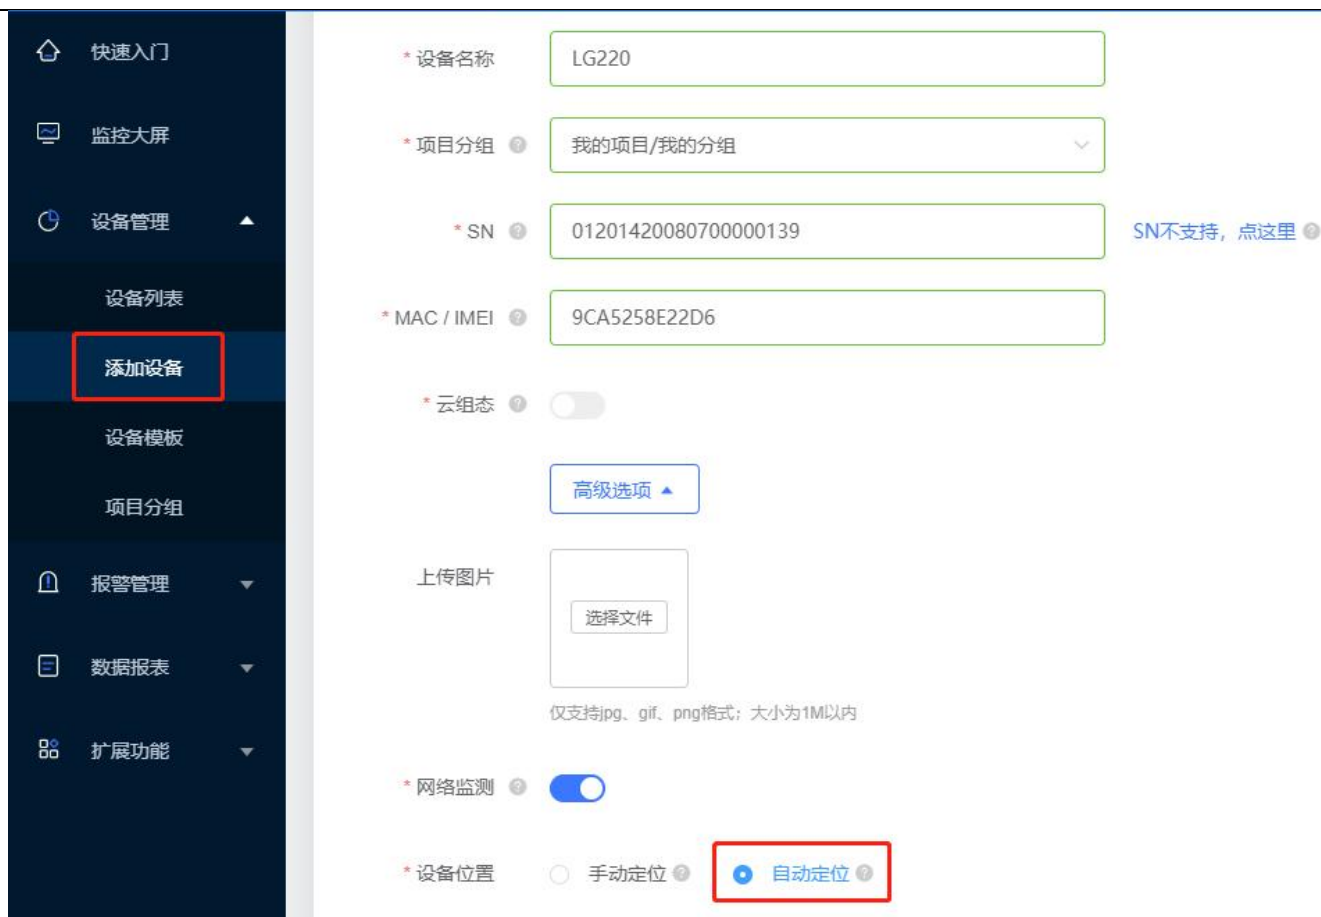 快速入门
监控大屏
设备管理
设备列表
添加设备
设备模板
项目分组
报警管理
数据报表
扩展功能
* 设备名称 LG220
* 项目分组 我的项目/我的分组
* SN 01201420080700000139 SN不支持，点这里
* MAC / IMEI 9CA5258E22D6
* 云组态
高级选项
上传图片
选择文件
仅支持jpg、gif、png格式；大小为1M以内
* 网络监测
* 设备位置 手动定位 自动定位